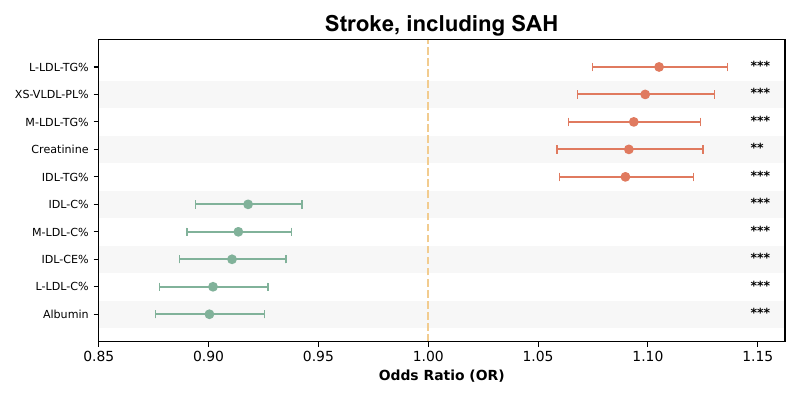 Stroke, including SAH
L-LDL-TG% ***
XS-VLDL-PL% ***
M-LDL-TG% ***
Creatinine **
IDL-TG% ***
IDL-C% ***
M-LDL-C% ***
IDL-CE% ***
L-LDL-C% ***
Albumin ***
0.85 0.90 0.95 1.00 1.05 1.10 1.15
Odds Ratio (OR)